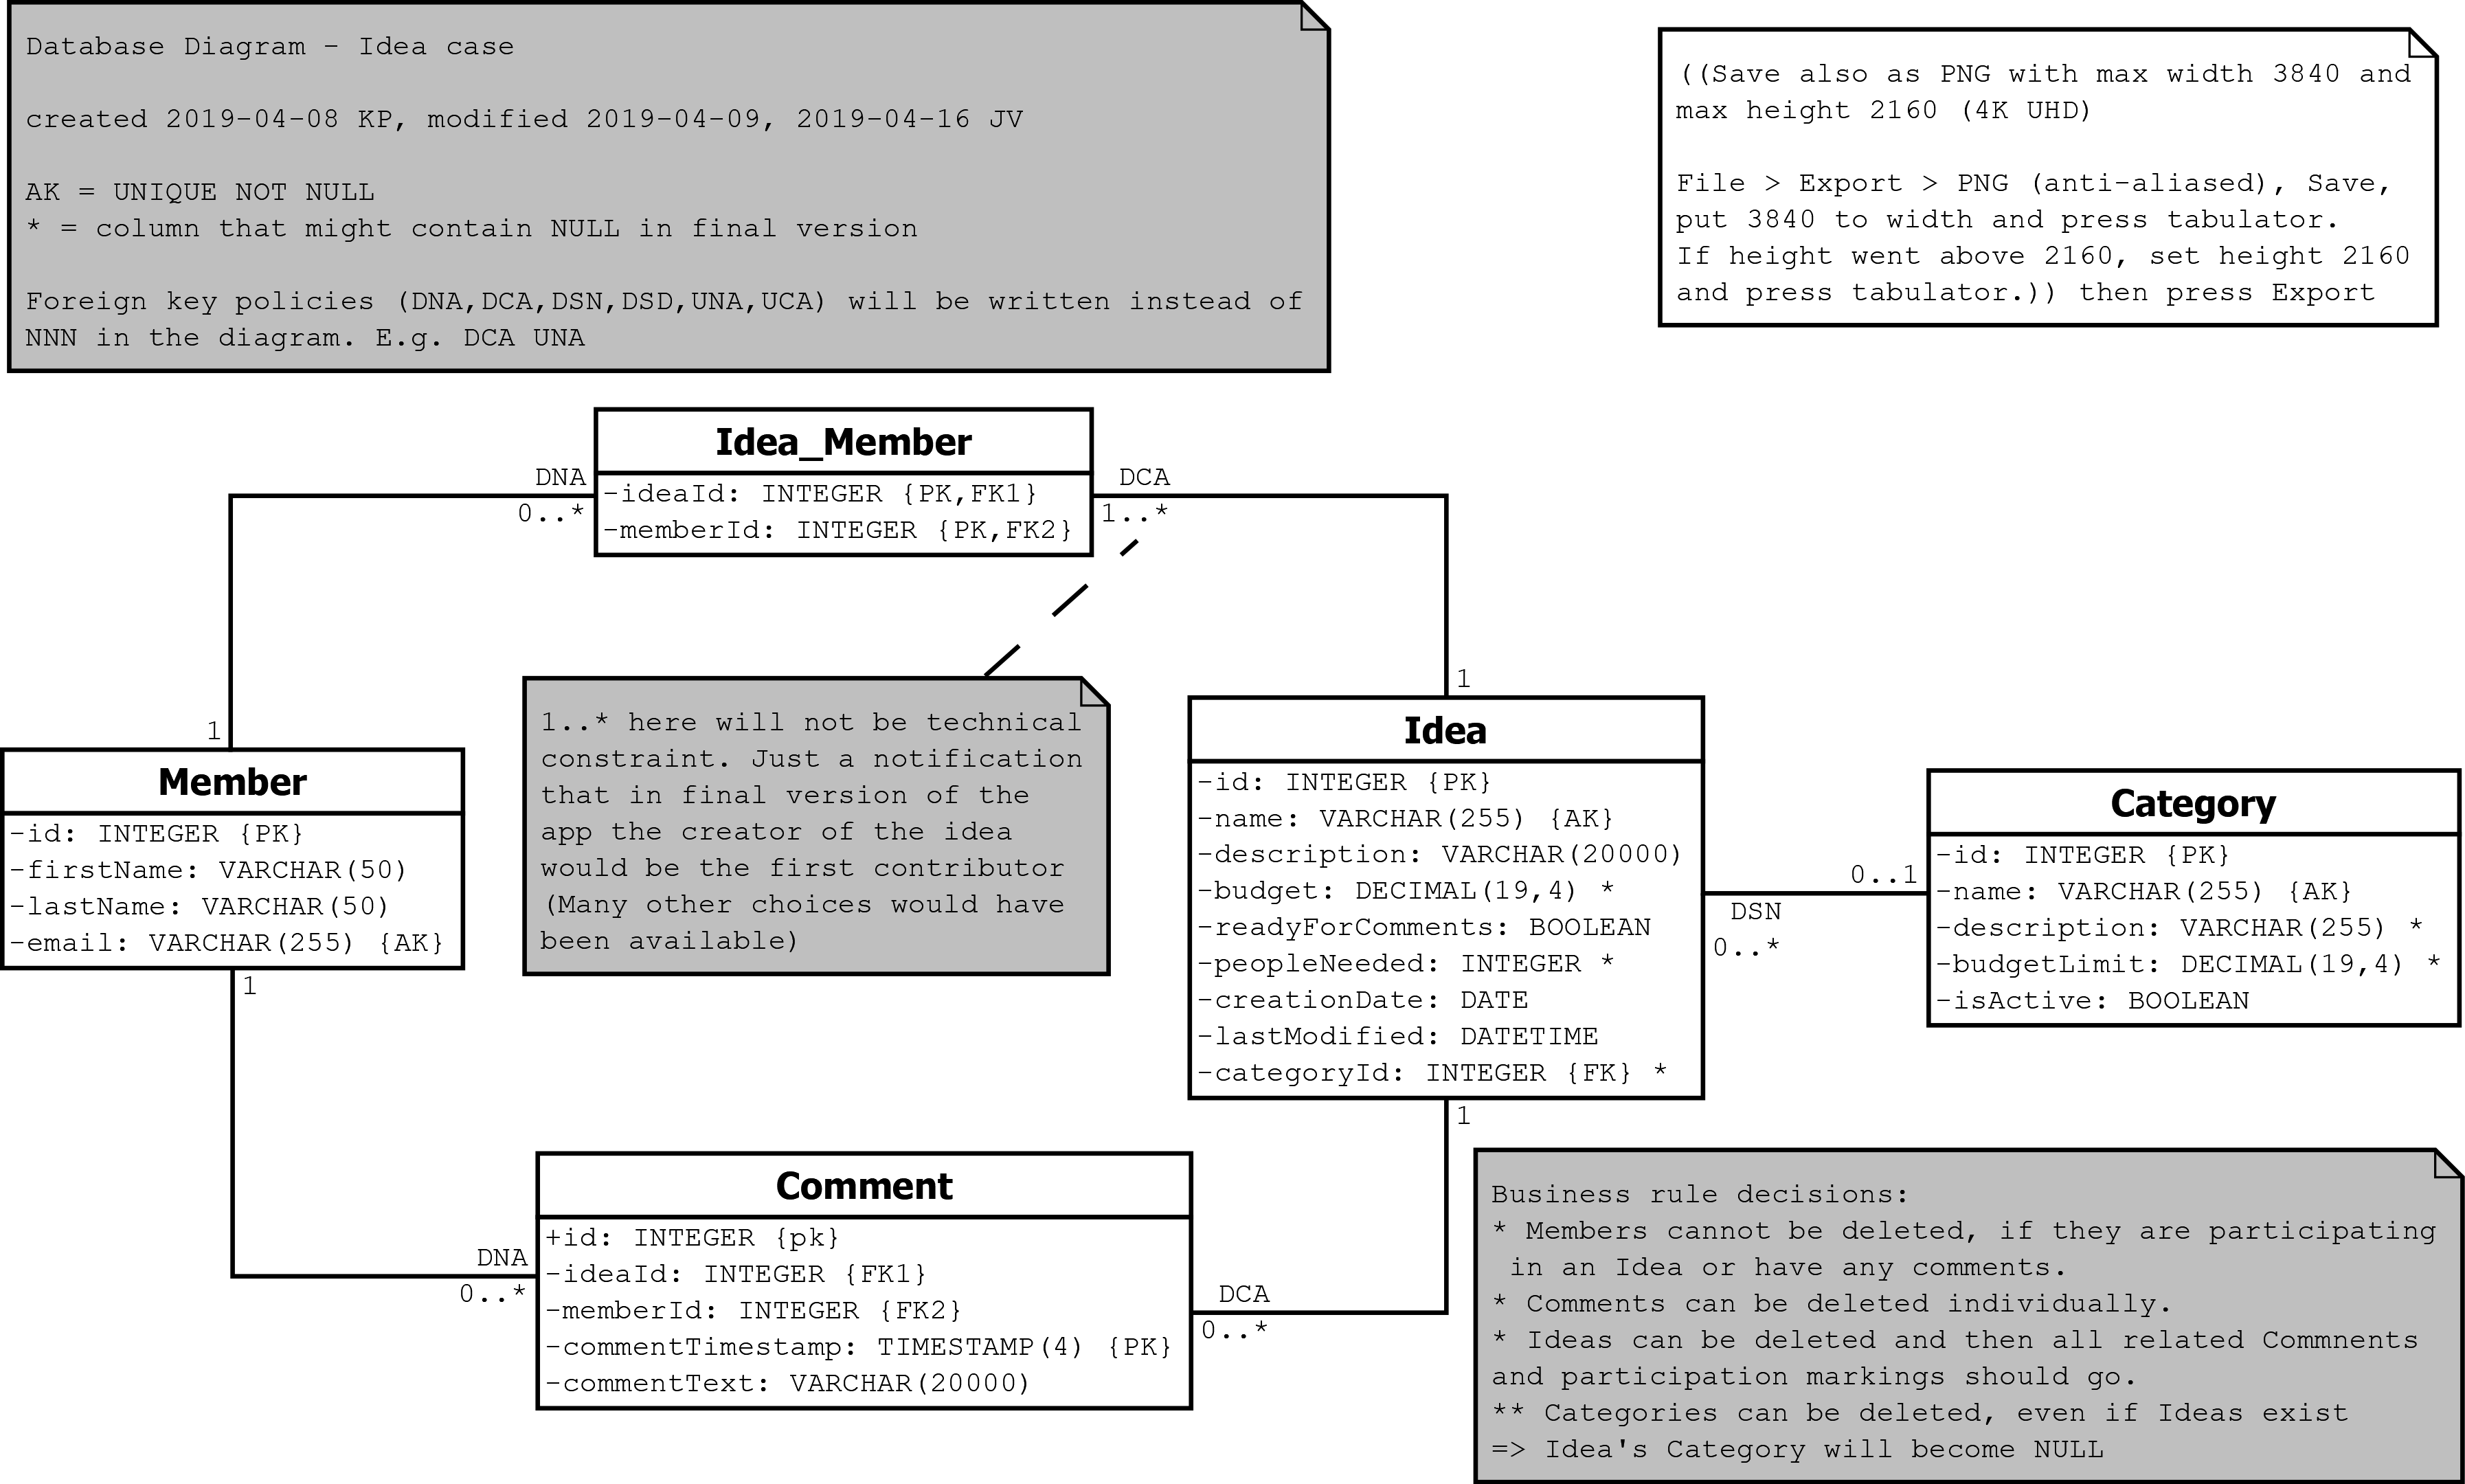 Database Diagram - Idea case
created 2019-04-08 KP, modified 2019-04-09, 2019-04-16 JV
AK = UNIQUE NOT NULL
* = column that might contain NULL in final version
Foreign key policies (DNA,DCA,DSN,DSD,UNA,UCA) will be written instead of
NNN in the diagram. E.g. DCA UNA
((Save also as PNG with max width 3840 and
max height 2160 (4K UHD)
File > Export > PNG (anti-aliased), Save,
put 3840 to width and press tabulator.
If height went above 2160, set height 2160
and press tabulator.)) then press Export
Idea_Member
-ideaId: INTEGER {PK,FK1}
-memberId: INTEGER {PK,FK2}
DNA
0..*
DCA
1..*
1
1
1..* here will not be technical
constraint. Just a notification
that in final version of the
app the creator of the idea
would be the first contributor
(Many other choices would have
been available)
Member
-id: INTEGER {PK}
-firstName: VARCHAR(50)
-lastName: VARCHAR(50)
-email: VARCHAR(255) {AK}
1
Idea
-id: INTEGER {PK}
-name: VARCHAR(255) {AK}
-description: VARCHAR(20000)
-budget: DECIMAL(19,4) *
-readyForComments: BOOLEAN
-peopleNeeded: INTEGER *
-creationDate: DATE
-lastModified: DATETIME
-categoryId: INTEGER {FK} *
1
0..1
DSN
0..*
Category
-id: INTEGER {PK}
-name: VARCHAR(255) {AK}
-description: VARCHAR(255) *
-budgetLimit: DECIMAL(19,4) *
-isActive: BOOLEAN
Comment
+id: INTEGER {pk}
-ideaId: INTEGER {FK1}
-memberId: INTEGER {FK2}
-commentTimestamp: TIMESTAMP(4) {PK}
-commentText: VARCHAR(20000)
DNA
0..*
DCA
0..*
Business rule decisions:
* Members cannot be deleted, if they are participating
in an Idea or have any comments.
* Comments can be deleted individually.
* Ideas can be deleted and then all related Commnents
and participation markings should go.
** Categories can be deleted, even if Ideas exist
=> Idea's Category will become NULL